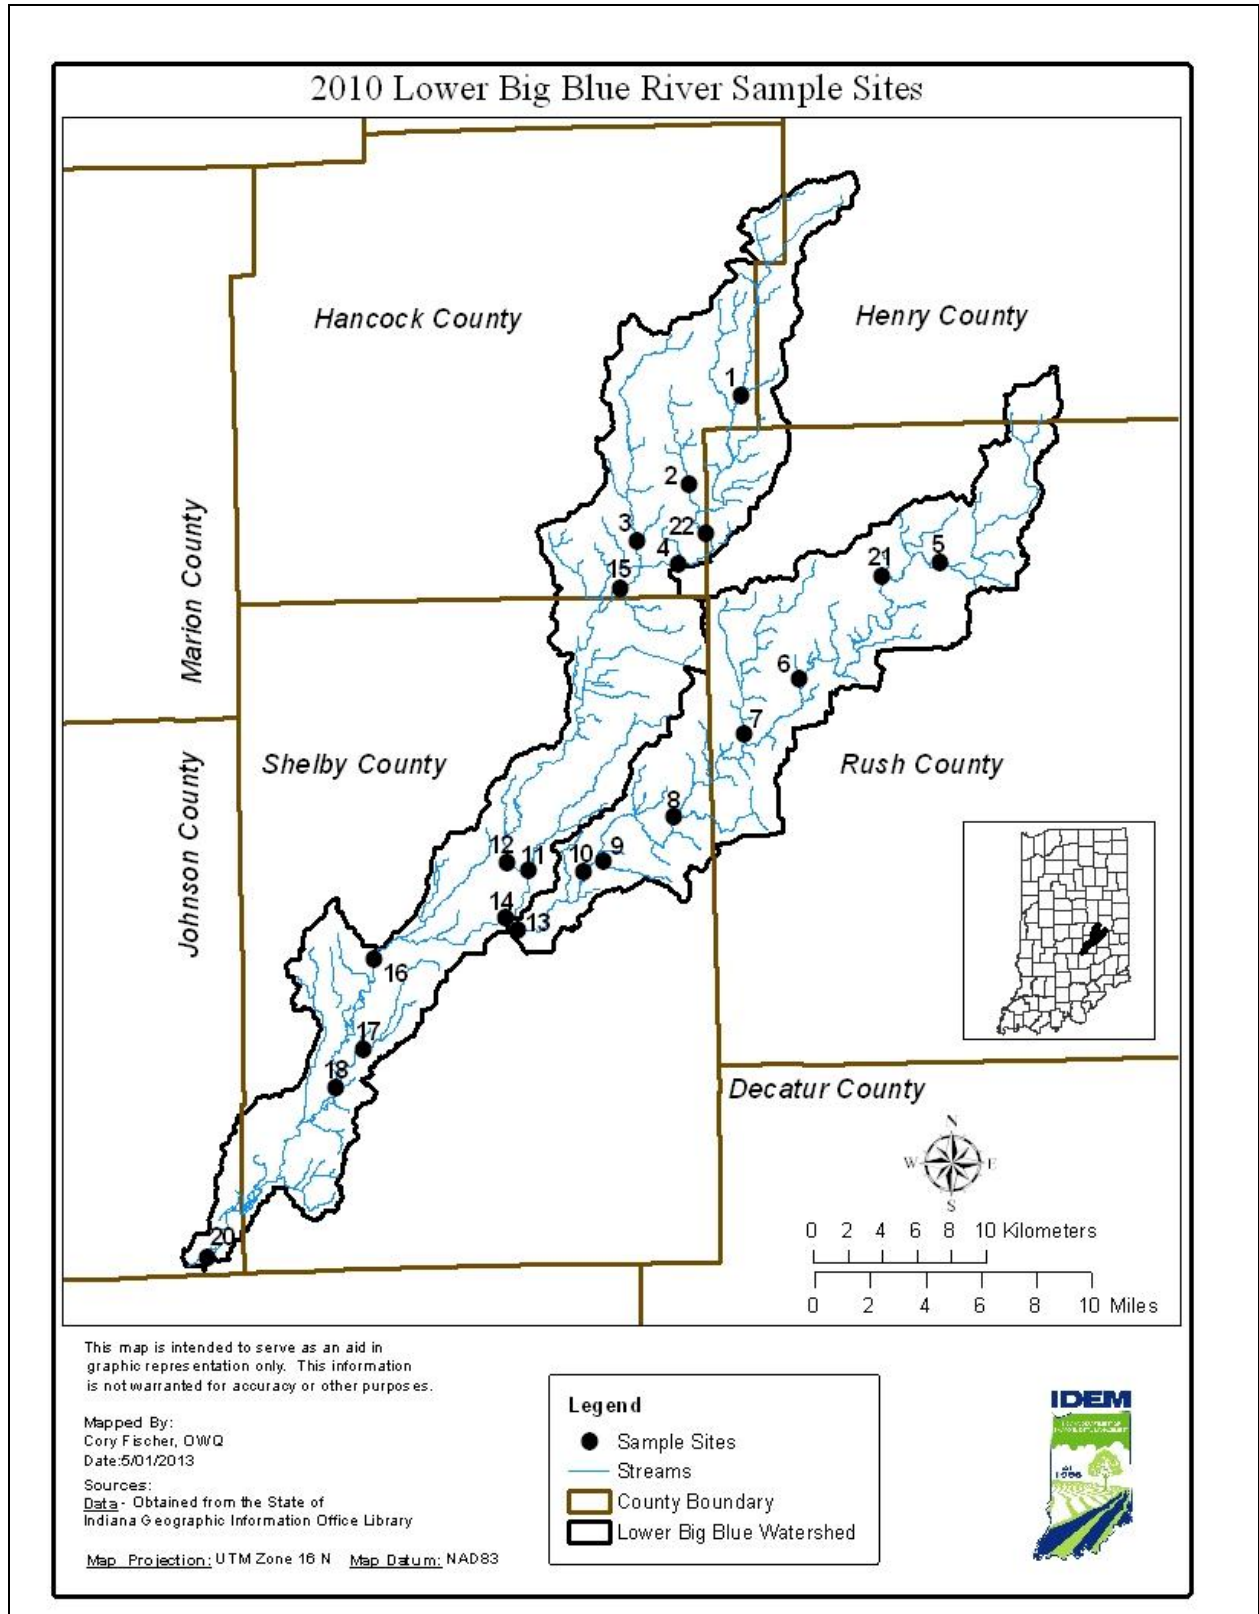 2010 Lower Big Blue River Sample Sites
Hancock County
Henry County
1
2
3
22
4
15
21
5
Marion County
6
7
Shelby County
Rush County
Johnson County
8
12
11
10
9
14
13
16
17
18
Decatur County
N
W
E
S
20
0 2 4 6 8 10 Kilometers
0 2 4 6 8 10 Miles
This map is intended to serve as an aid in
graphic representation only. This information
is not warranted for accuracy or other purposes.
Mapped By:
Cory Fischer, OWQ
Date:5/01/2013
Sources:
Data - Obtained from the State of
Indiana Geographic Information Office Library
Map Projection: UTM Zone 16 N Map Datum: NAD83
Legend
Sample Sites
Streams
County Boundary
Lower Big Blue Watershed
IDEM